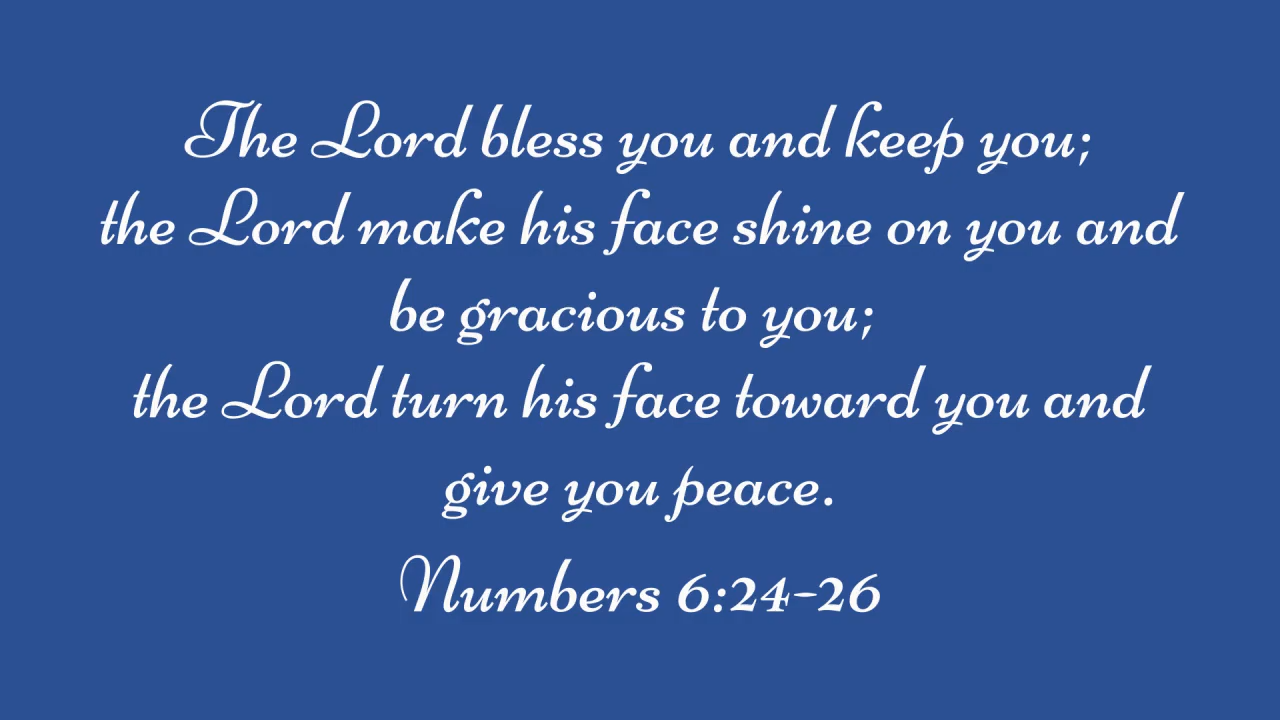 The Lord bless you and keep you;
the Lord make his face shine on you and
be gracious to you;
the Lord turn his face toward you and
give you peace.
Numbers 6:24-26